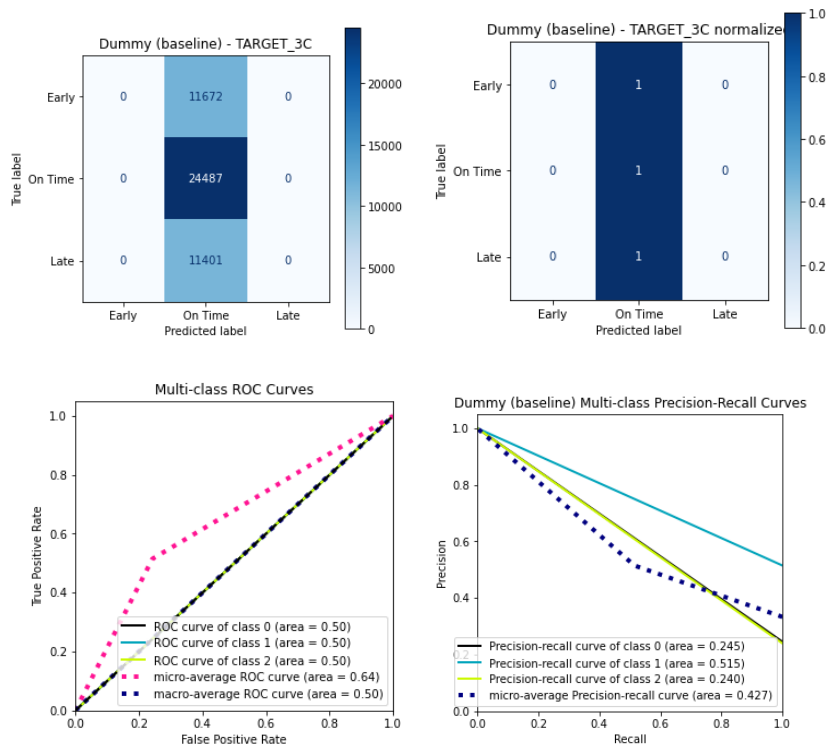 Dummy (baseline) - TARGET_3C
Early
On Time
Late
True label
0 11672 0
0 24487 0
0 11401 0
Early On Time Late
Predicted label
20000
15000
10000
5000
0
Dummy (baseline) - TARGET_3C normalized
Early
On Time
Late
True label
0 1 0
0 1 0
0 1 0
Early On Time Late
Predicted label
1.0
0.8
0.6
0.4
0.2
0.0
Multi-class ROC Curves
True Positive Rate
1.0
0.8
0.6
0.4
0.2
0.0
ROC curve of class 0 (area = 0.50)
ROC curve of class 1 (area = 0.50)
ROC curve of class 2 (area = 0.50)
micro-average ROC curve (area = 0.64)
macro-average ROC curve (area = 0.50)
0.0 0.2 0.4 0.6 0.8 1.0
False Positive Rate
Dummy (baseline) Multi-class Precision-Recall Curves
Precision
1.0
0.8
0.6
0.4
0.2
0.0
Precision-recall curve of class 0 (area = 0.245)
Precision-recall curve of class 1 (area = 0.515)
Precision-recall curve of class 2 (area = 0.240)
micro-average Precision-recall curve (area = 0.427)
0.0 0.2 0.4 0.6 0.8 1.0
Recall